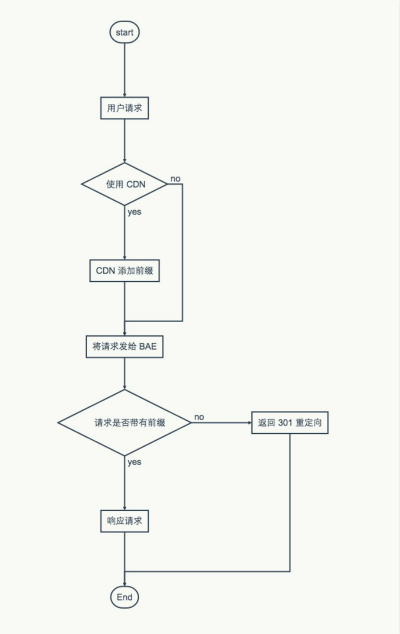 start
用户请求
使用 CDN
no
yes
CDN 添加前缀
将请求发给 BAE
请求是否带有前缀
no
返回 301 重定向
yes
响应请求
End